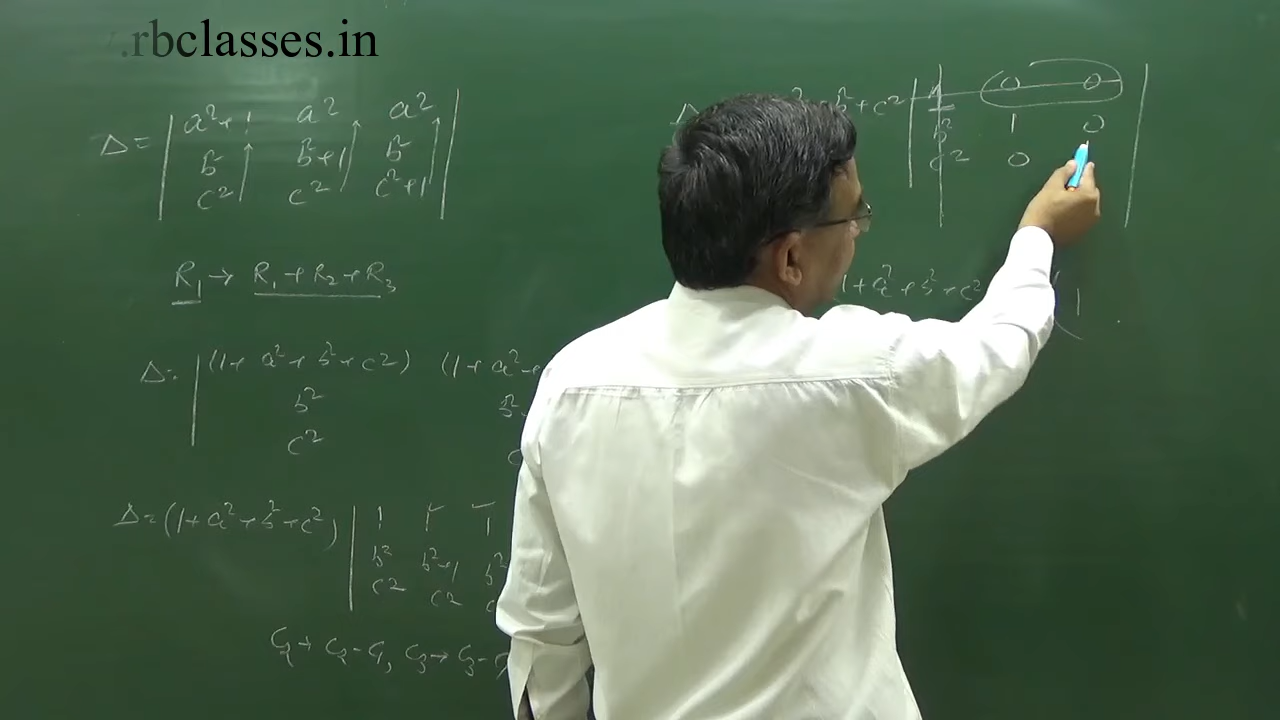 .rbclasses.in
Δ = | a²+1 a² a² |
b² b²+1 b²
c² c² c²+1
R₁ → R₁ + R₂ + R₃
Δ = | (1 + a² + b² + c²) (1 + a² +
b² b²
c²
Δ = (1 + a² + b² + c²) | 1 1 1
b² b²+1 b²
c² c²
C₂ → C₂ - C₁, C₃ → C₃ -
b² + c² | 1 0 0 |
b² 1 0
c² 0
1 + a² + b² + c² 1